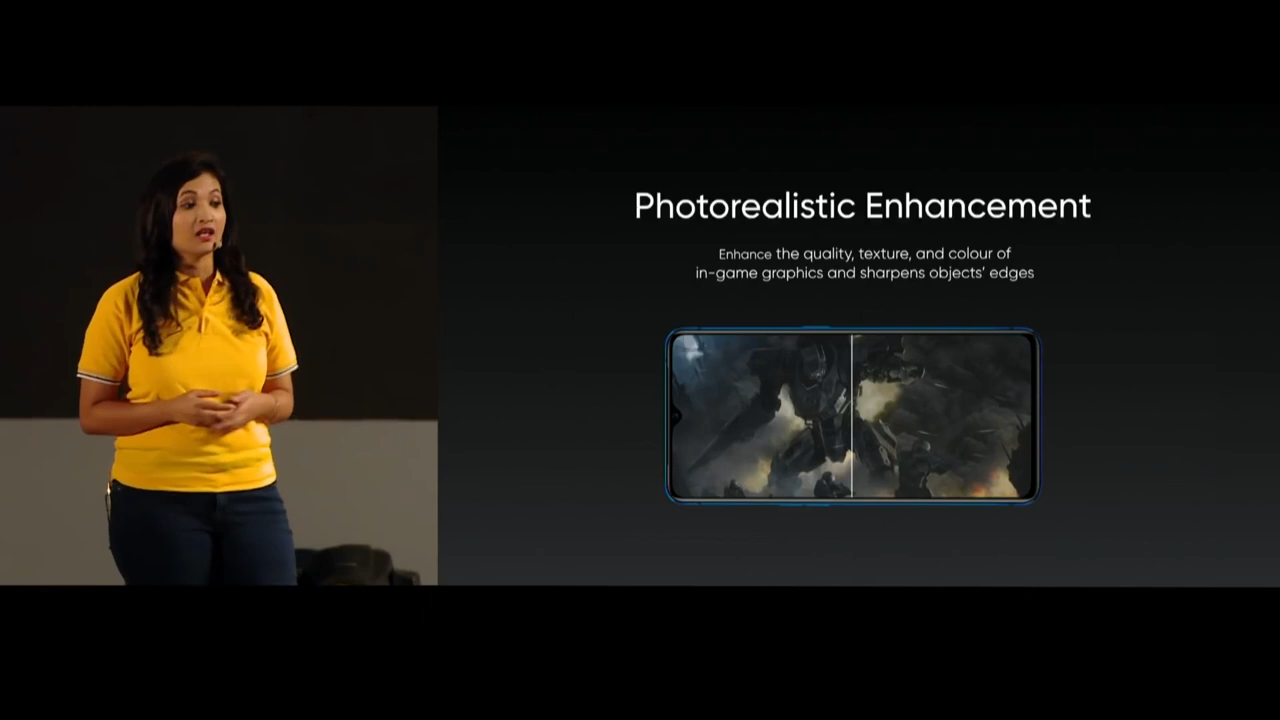 Photorealistic Enhancement
Enhance the quality, texture, and colour of
in-game graphics and sharpens objects' edges